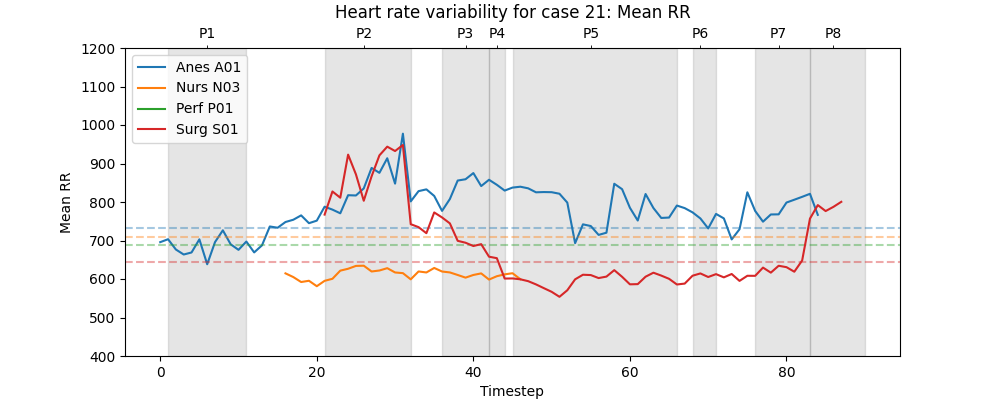 Heart rate variability for case 21: Mean RR
P1 P2 P3 P4 P5 P6 P7 P8
1200
1100
1000
900
800
700
600
500
400
Mean RR
Anes A01
Nurs N03
Perf P01
Surg S01
0 20 40 60 80
Timestep